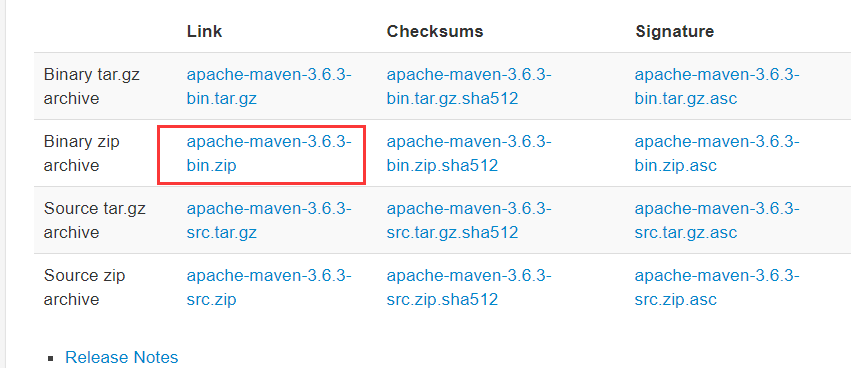 Link Checksums Signature
Binary tar.gz apache-maven-3.6.3- apache-maven-3.6.3- apache-maven-3.6.3-
archive bin.tar.gz bin.tar.gz.sha512 bin.tar.gz.asc
Binary zip apache-maven-3.6.3- apache-maven-3.6.3- apache-maven-3.6.3-
archive bin.zip bin.zip.sha512 bin.zip.asc
Source tar.gz apache-maven-3.6.3- apache-maven-3.6.3- apache-maven-3.6.3-
archive src.tar.gz src.tar.gz.sha512 src.tar.gz.asc
Source zip apache-maven-3.6.3- apache-maven-3.6.3- apache-maven-3.6.3-
archive src.zip src.zip.sha512 src.zip.asc
Release Notes